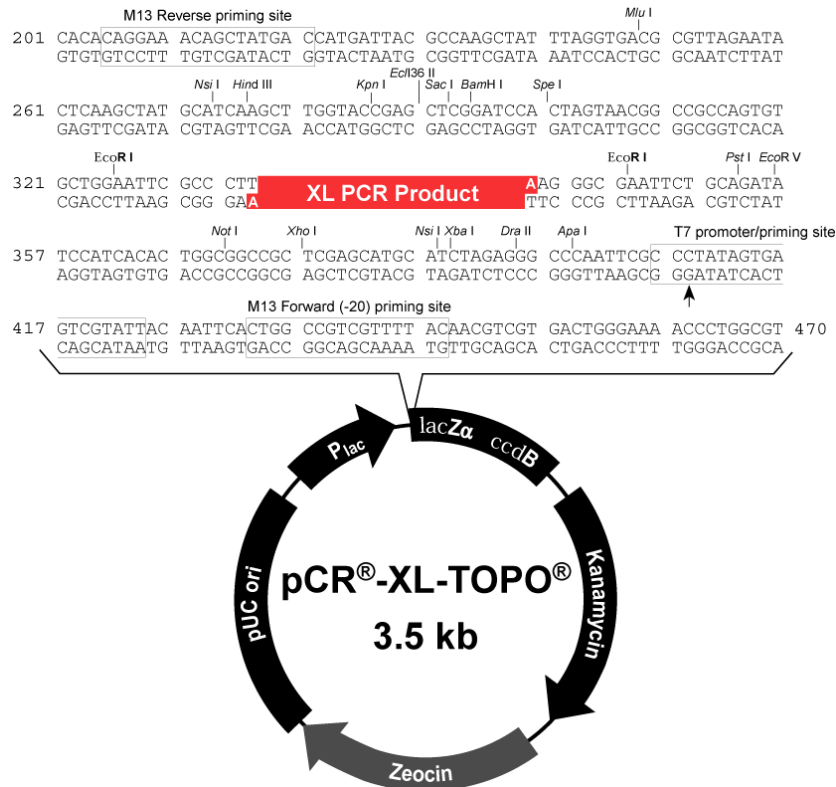 M13 Reverse priming site
Mlu I
201 CACACAGGAA ACAGCTATGAC CATGATTAC GCCAAGCTAT TTAGGTGACG CGTTAGAATA
GTGTGTCCTT TGTCGATACTG GTACTAATG CGGTTCGATA AATCCACTGC GCAATCTTAT
Nsi I Hind III Kpn I Ecl136 II Sac I BamH I Spe I
261 CTCAAGCTAT GCATCAAGCT TGGTACCGAG CTCGGATCCA CTAGTAACGG CCGCCAGTGT
GAGTTCGATA CGTAGTTCGA ACCATGGCTC GAGCCTAGGT GATCATTGCC GGCGGTCACA
EcoR I EcoR I Pst I EcoR V
321 GCTGGAATTC GCC CTT XL PCR Product A AG GGC GAATTCT GCAGATA
CGACCTTAAG CGG GA A TTC CCG CTTAAGA CGTCTAT
Not I Xho I Nsi I Xba I Dra II Apa I T7 promoter/priming site
357 TCCATCACAC TGGCGGCCGC TCGAGCATGC ATCTAGAGGG CCCAATTCGC CCTATAGTGA
AGGTAGTGTG ACCGCCGGCG AGCTCGTACG TAGATCTCCC GGGTTAAGCG GGATATCACT
M13 Forward (-20) priming site
417 GTCGTATTAC AATTCACTGG CCGTCGTTTT ACAACGTCGT GACTGGGAAA ACCCTGGCGT 470
CAGCATAATG TTAAGTGACC GGCAGCAAAA TGTTGCAGCA CTGACCCTTT TGGGACCGCA
Plac
lacZα ccdB
pUC ori
pCR®-XL-TOPO®
3.5 kb
Kanamycin
Zeocin